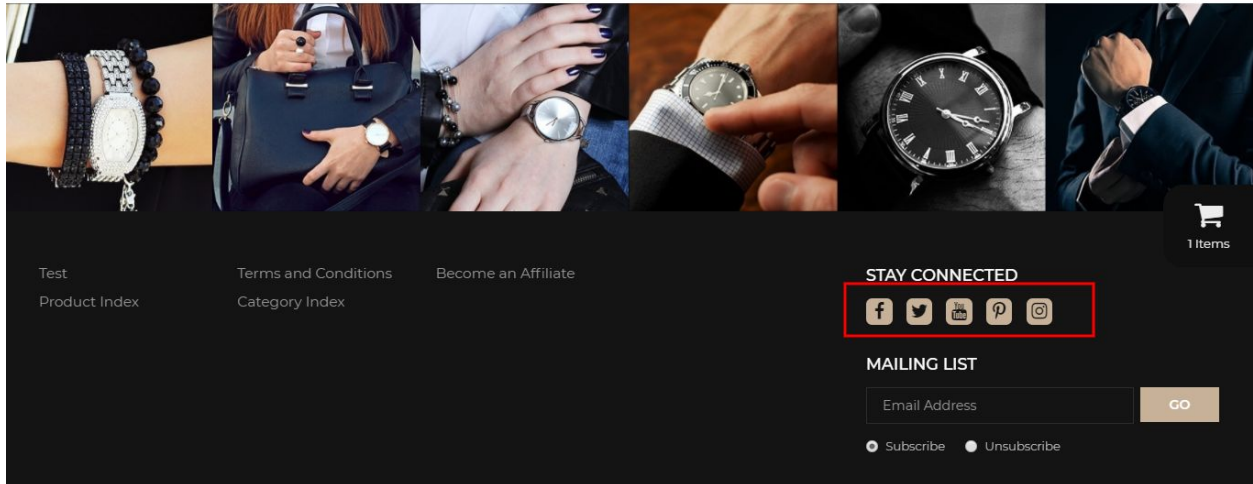 1 Items
Test
Terms and Conditions
Become an Affiliate
Product Index
Category Index
STAY CONNECTED
You Tube
MAILING LIST
Email Address
GO
Subscribe
Unsubscribe